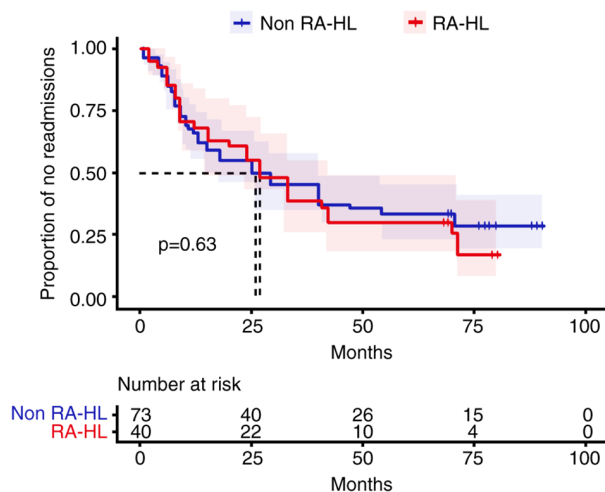 Non RA-HL RA-HL
Proportion of no readmissions
1.00
0.75
0.50
0.25
0.00
p=0.63
0 25 50 75 100
Months
Number at risk
Non RA-HL 73 40 26 15 0
RA-HL 40 22 10 4 0
0 25 50 75 100
Months